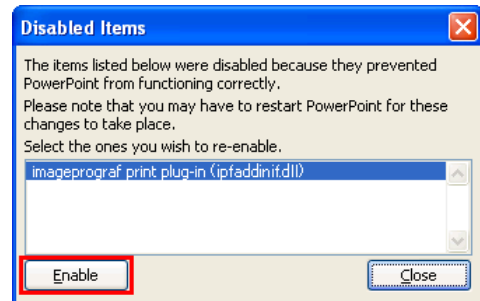 Disabled Items
The items listed below were disabled because they prevented
PowerPoint from functioning correctly.
Please note that you may have to restart PowerPoint for these
changes to take place.
Select the ones you wish to re-enable.
imageprograf print plug-in (ipfaddinif.dll)
Enable Close